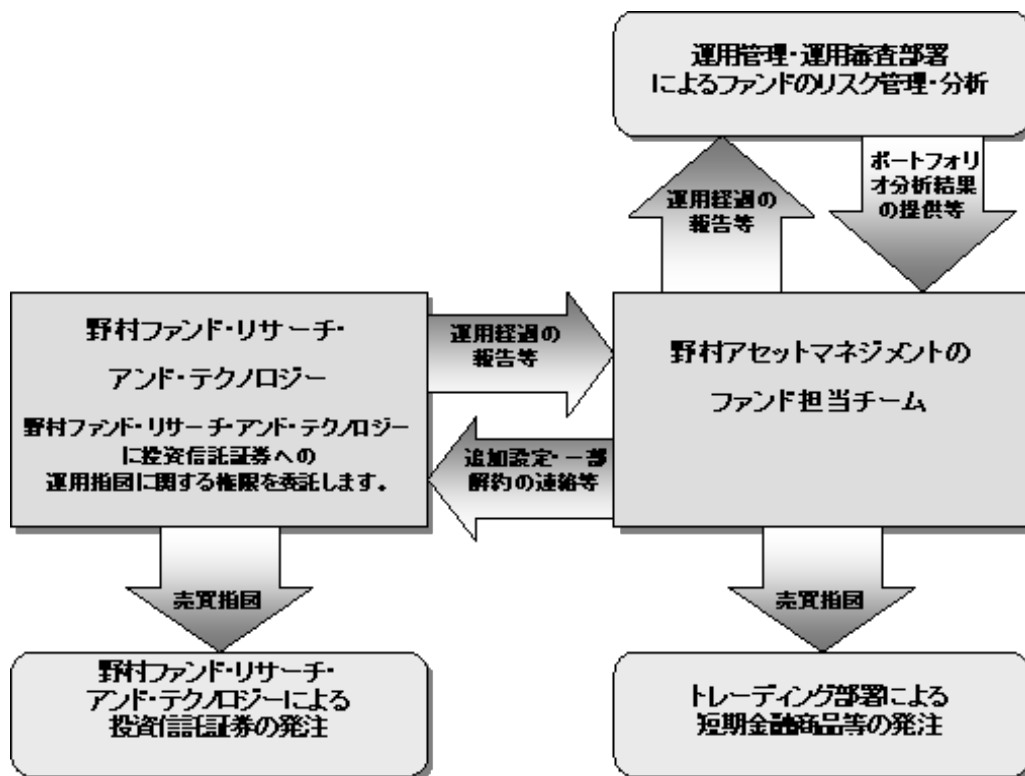 運用管理・運用審査部署
によるファンドのリスク管理・分析
運用経過の
報告等
ポートフォリ
オ分析結果
の提供等
野村ファンド・リサーチ・
アンド・テクノロジー
野村ファンド・リサーチ・アンド・テクノロジー
に投資信託証券への
運用指図に関する権限を委託します。
運用経過の
報告等
追加設定・一部
解約の連絡等
野村アセットマネジメントの
ファンド担当チーム
売買指図
売買指図
野村ファンド・リサーチ・
アンド・テクノロジーによる
投資信託証券の発注
トレーディング部署による
短期金融商品等の発注